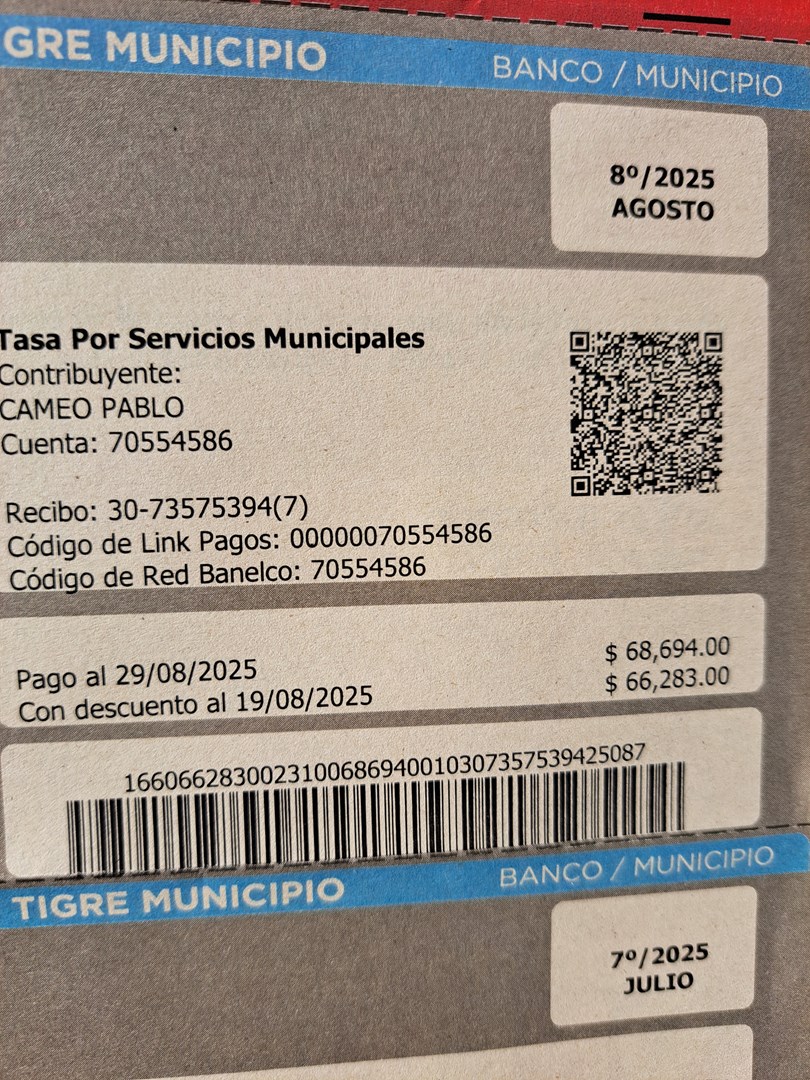 GRE MUNICIPIO
BANCO / MUNICIPIO
8º/2025
AGOSTO
Tasa Por Servicios Municipales
Contribuyente:
CAMEO PABLO
Cuenta: 70554586
Recibo: 30-73575394(7)
Código de Link Pagos: 00000070554586
Código de Red Banelco: 70554586
Pago al 29/08/2025 $ 68,694.00
Con descuento al 19/08/2025 $ 66,283.00
1660662830023100686940010307357539425087
TIGRE MUNICIPIO
BANCO / MUNICIPIO
7º/2025
JULIO